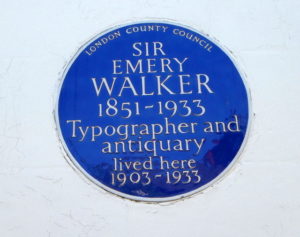 LONDON COUNTY COUNCIL
SIR
EMERY
WALKER
1851-1933
Typographer and
antiquary
lived here
1903-1933